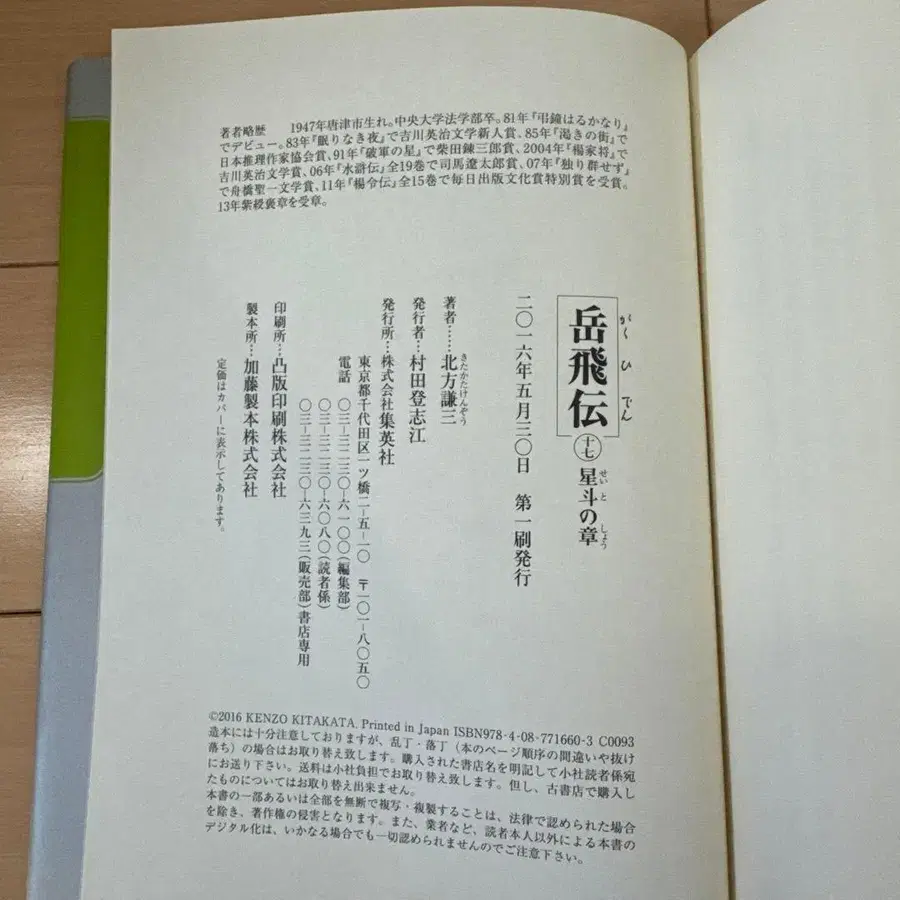 著者略歴　1947年唐津市生れ。中央大学法学部卒。81年『弔鐘はるかなり』
でデビュー。83年『眠りなき夜』で吉川英治文学新人賞、85年『渇きの街』で
日本推理作家協会賞、91年『破軍の星』で柴田錬三郎賞、2004年『楊家将』で
吉川英治文学賞、06年『水滸伝』全19巻で司馬遼太郎賞、07年『独り群せず』
で舟橋聖一文学賞、11年『楊令伝』全15巻で毎日出版文化賞特別賞を受賞。
13年紫綬褒章を受章。
岳飛伝 十七 星斗の章
がくひでん せいとしょう
二〇一六年五月三〇日　第一刷発行
著者……北方謙三
きたかたけんぞう
発行者…村田登志江
発行所…株式会社集英社
東京都千代田区一ツ橋二-五-一〇　〒一〇一-八〇五〇
電話　〇三-三二三〇-六一〇〇(編集部)
〇三-三二三〇-六〇八〇(読者係)
〇三-三二三〇-六三九三(販売部)書店専用
印刷所…凸版印刷株式会社
製本所…加藤製本株式会社
定価はカバーに表示してあります。
©2016 KENZO KITAKATA. Printed in Japan ISBN978-4-08-771660-3 C0093
造本には十分注意しておりますが、乱丁・落丁（本のページ順序の間違いや抜け
落ち）の場合はお取り替え致します。購入された書店名を明記して小社読者係宛
にお送り下さい。送料は小社負担でお取り替え致します。但し、古書店で購入し
たものについてはお取り替え出来ません。
本書の一部あるいは全部を無断で複写・複製することは、法律で認められた場合
を除き、著作権の侵害となります。また、業者など、読者本人以外による本書の
デジタル化は、いかなる場合でも一切認められませんのでご注意下さい。